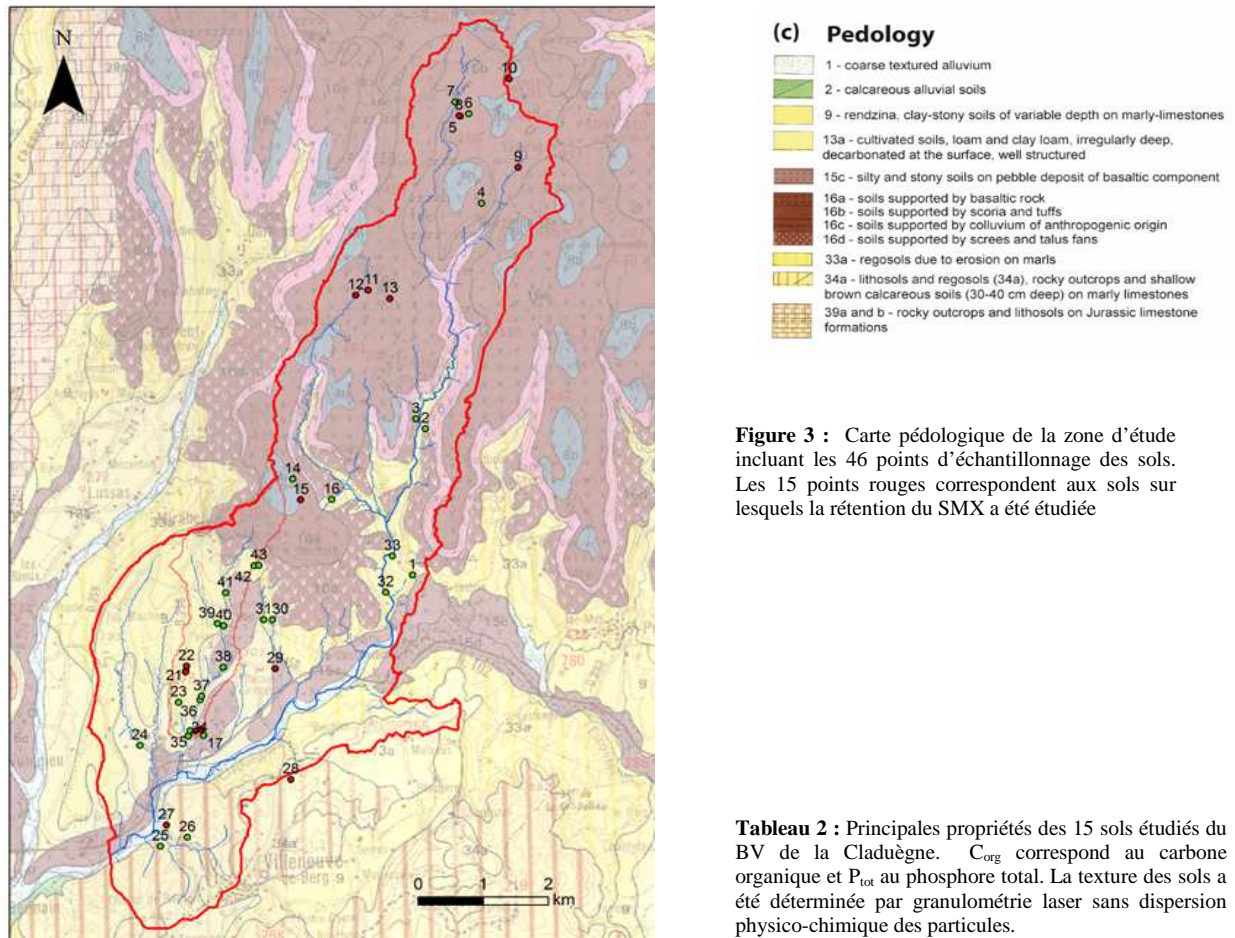 N
10
7
8
6
5
9
4
12
11
13
3
2
14
15
16
33
1
32
43
42
41
39
40
31
30
22
21
38
29
37
23
36
34
35
17
24
28
27
26
25
33a
33a
34a
Villeneuve
de-Berg
Lussas
0 1 2
km
(c) Pedology
1 - coarse textured alluvium
2 - calcareous alluvial soils
9 - rendzina, clay-stony soils of variable depth on marly-limestones
13a - cultivated soils, loam and clay loam, irregularly deep,
decarbonated at the surface, well structured
15c - silty and stony soils on pebble deposit of basaltic component
16a - soils supported by basaltic rock
16b - soils supported by scoria and tuffs
16c - soils supported by colluvium of anthropogenic origin
16d - soils supported by screes and talus fans
33a - regosols due to erosion on marls
34a - lithosols and regosols (34a), rocky outcrops and shallow
brown calcareous soils (30-40 cm deep) on marly limestones
39a and b - rocky outcrops and lithosols on Jurassic limestone
formations
Figure 3 : Carte pédologique de la zone d'étude
incluant les 46 points d'échantillonnage des sols.
Les 15 points rouges correspondent aux sols sur
lesquels la rétention du SMX a été étudiée
Tableau 2 : Principales propriétés des 15 sols étudiés du
BV de la Claduègne. Corg correspond au carbone
organique et Ptot au phosphore total. La texture des sols a
été déterminée par granulométrie laser sans dispersion
physico-chimique des particules.